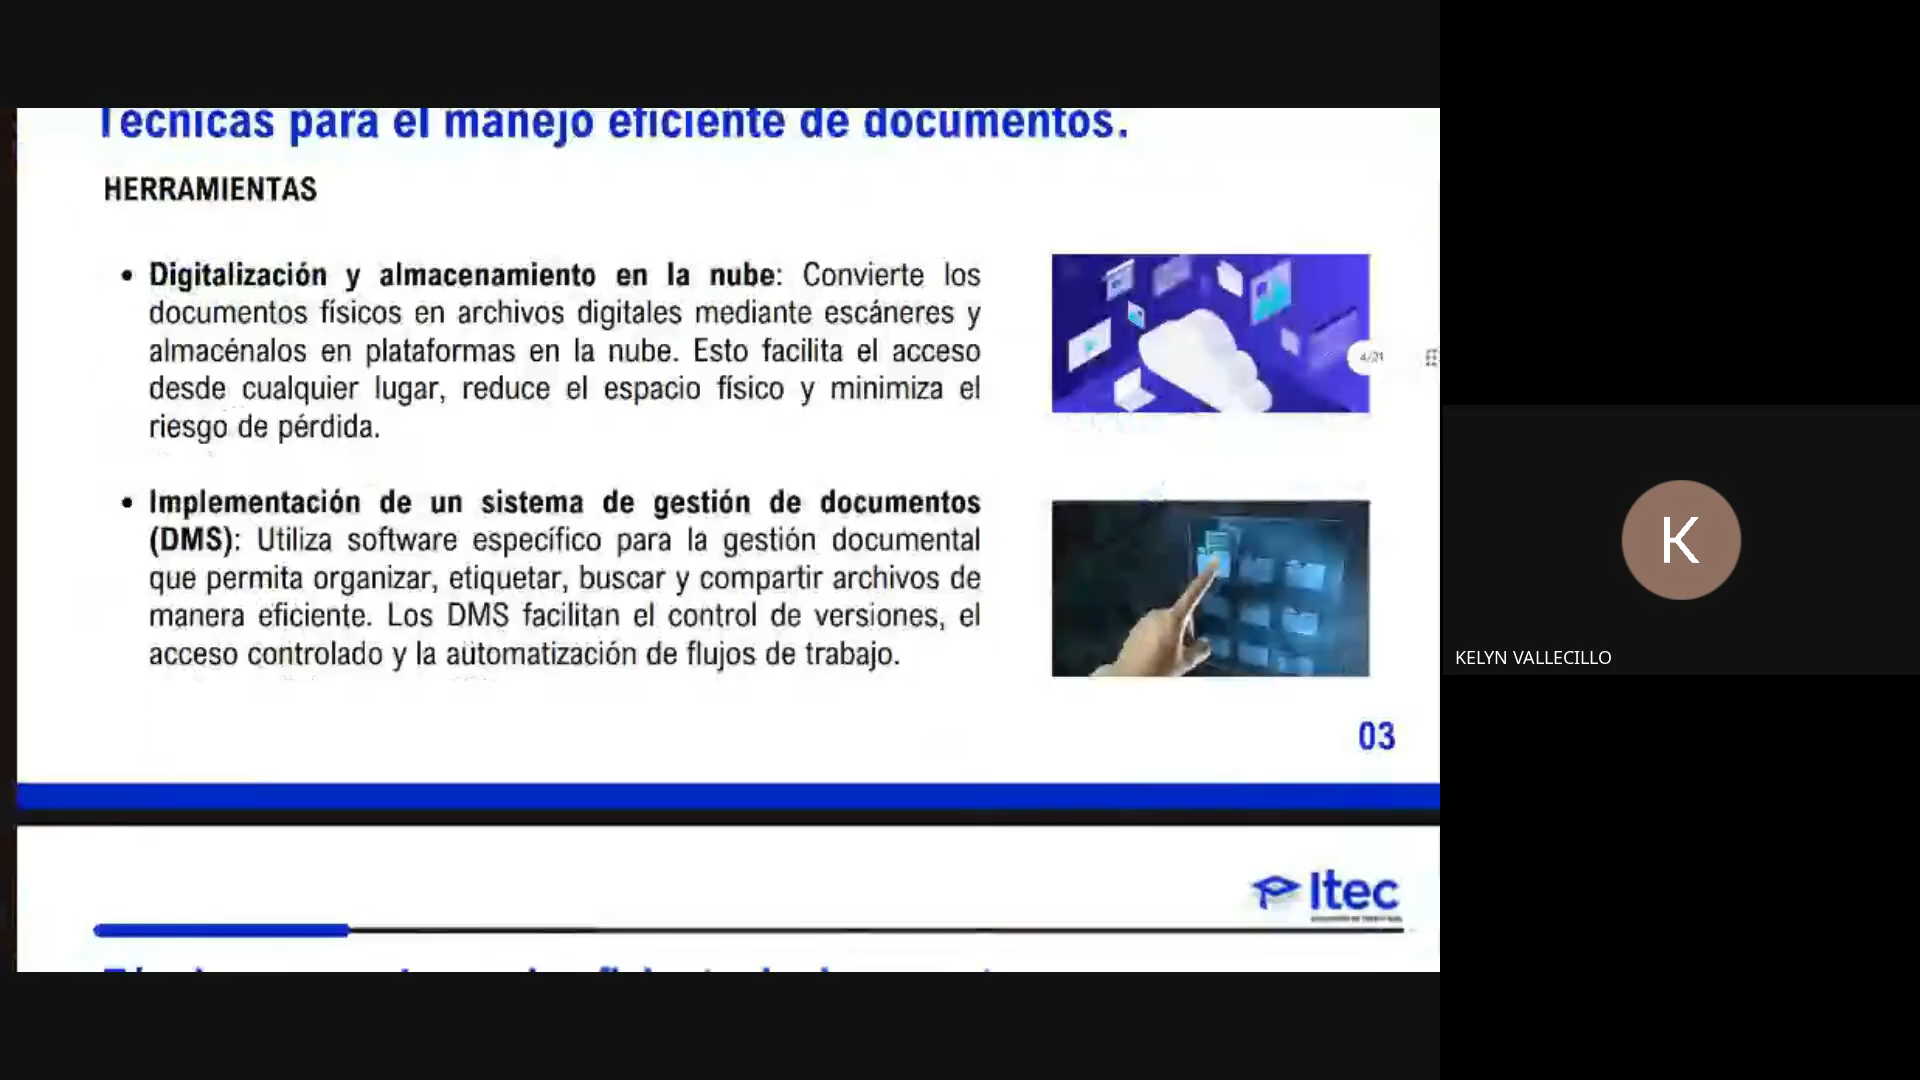 Técnicas para el manejo eficiente de documentos.
HERRAMIENTAS
• Digitalización y almacenamiento en la nube: Convierte los
documentos físicos en archivos digitales mediante escáneres y
almacénalos en plataformas en la nube. Esto facilita el acceso
desde cualquier lugar, reduce el espacio físico y minimiza el
riesgo de pérdida.
4/21
• Implementación de un sistema de gestión de documentos
(DMS): Utiliza software específico para la gestión documental
que permita organizar, etiquetar, buscar y compartir archivos de
manera eficiente. Los DMS facilitan el control de versiones, el
acceso controlado y la automatización de flujos de trabajo.
03
Itec
K
KELYN VALLECILLO